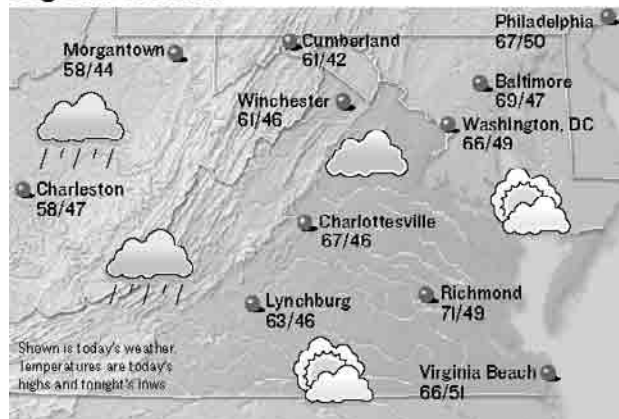 Philadelphia
67/50
Morgantown
58/44
Cumberland
61/42
Baltimore
69/47
Winchester
61/46
Washington, DC
66/49
Charleston
58/47
Charlottesville
67/46
Lynchburg
63/46
Richmond
71/49
Shown is today's weather.
Temperatures are today's
highs and tonight's lows
Virginia Beach
66/51